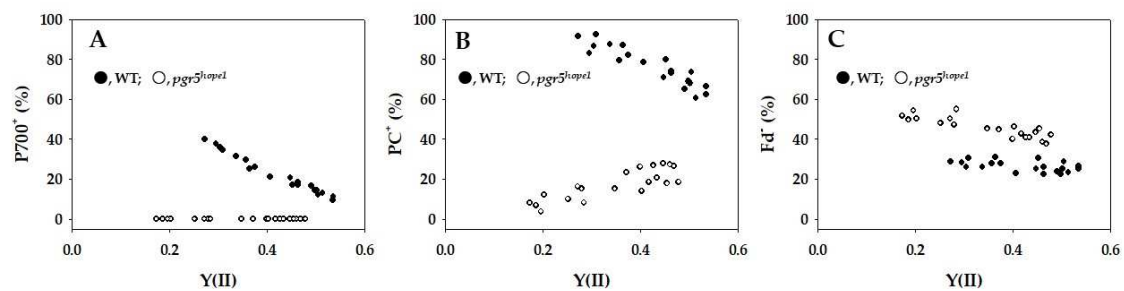 A
100
80
60
40
20
0
P700⁺ (%)
●, WT; ○, pgr5ʰᵒᵖᵉ¹
0.0 0.2 0.4 0.6
Y(II)
B
100
80
60
40
20
0
PC⁺ (%)
●, WT; ○, pgr5ʰᵒᵖᵉ¹
0.0 0.2 0.4 0.6
Y(II)
C
100
80
60
40
20
0
Fd⁻ (%)
●, WT; ○, pgr5ʰᵒᵖᵉ¹
0.0 0.2 0.4 0.6
Y(II)